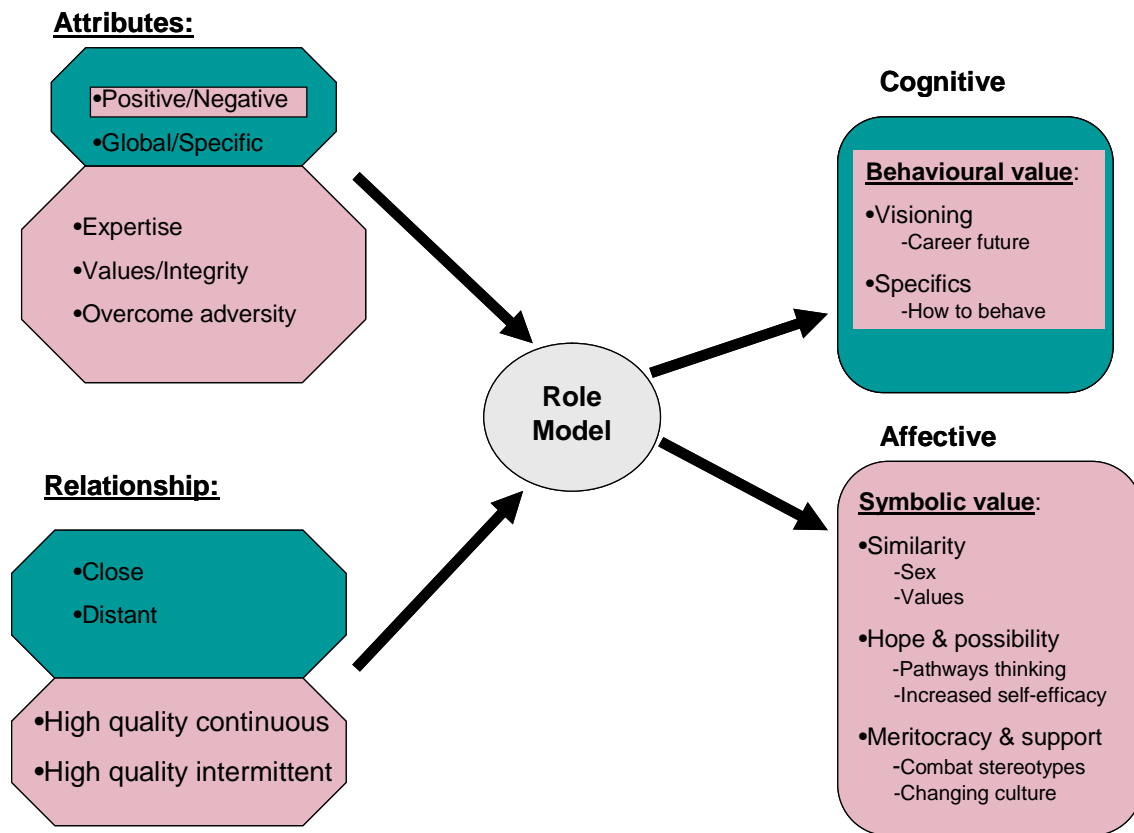 Attributes:
•Positive/Negative
•Global/Specific
•Expertise
•Values/Integrity
•Overcome adversity
Relationship:
•Close
•Distant
•High quality continuous
•High quality intermittent
Role
Model
Cognitive
Behavioural value:
•Visioning
-Career future
•Specifics
-How to behave
Affective
Symbolic value:
•Similarity
-Sex
-Values
•Hope & possibility
-Pathways thinking
-Increased self-efficacy
•Meritocracy & support
-Combat stereotypes
-Changing culture